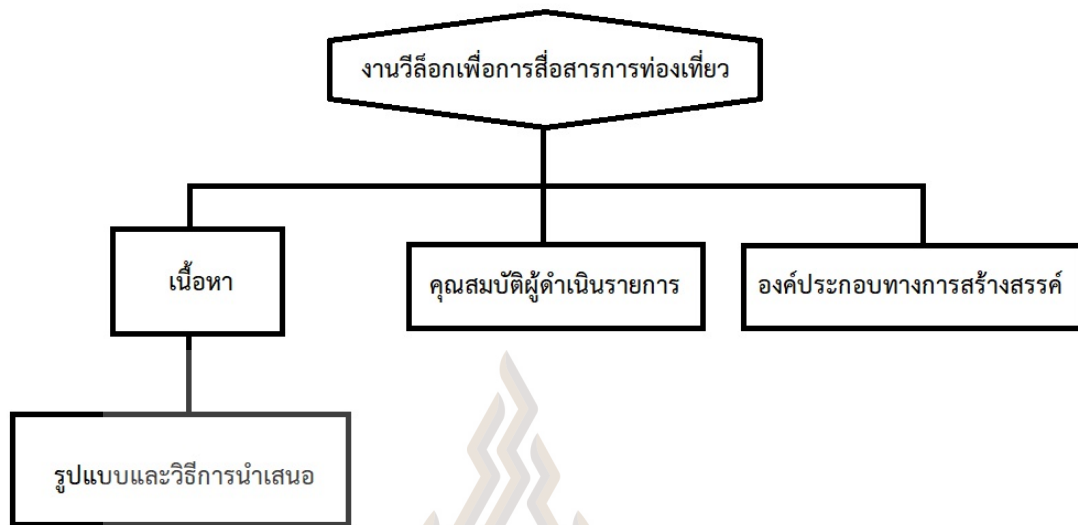 งานวีล็อกเพื่อการสื่อสารการท่องเที่ยว
เนื้อหา
คุณสมบัติผู้ดำเนินรายการ
องค์ประกอบทางการสร้างสรรค์
รูปแบบและวิธีการนำเสนอ